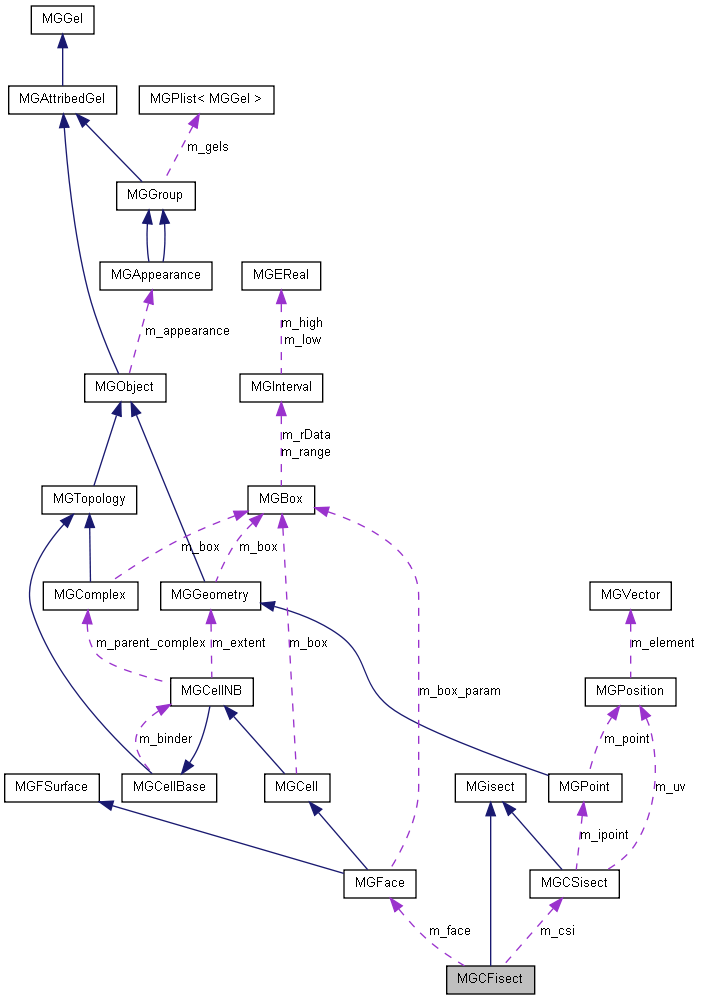 MGGel
MGAttribedGel
MGPlist< MGGel >
m_gels
MGGroup
MGAppearance
MGEReal
m_appearance
m_high
m_low
MGObject
MGInterval
m_rData
m_range
MGTopology
MGBox
m_box
m_box
MGComplex
MGGeometry
MGVector
m_parent_complex
m_extent
m_box
m_element
MGCellNB
m_box_param
MGPosition
m_binder
m_point
MGFSurface
MGCellBase
MGCell
MGisect
MGPoint
m_uv
m_ipoint
MGFace
MGCSisect
m_face
m_csi
MGCFisect